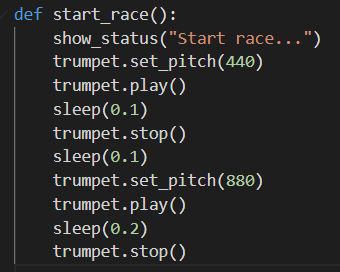 def start_race():
    show_status("Start race...")
    trumpet.set_pitch(440)
    trumpet.play()
    sleep(0.1)
    trumpet.stop()
    sleep(0.1)
    trumpet.set_pitch(880)
    trumpet.play()
    sleep(0.2)
    trumpet.stop()